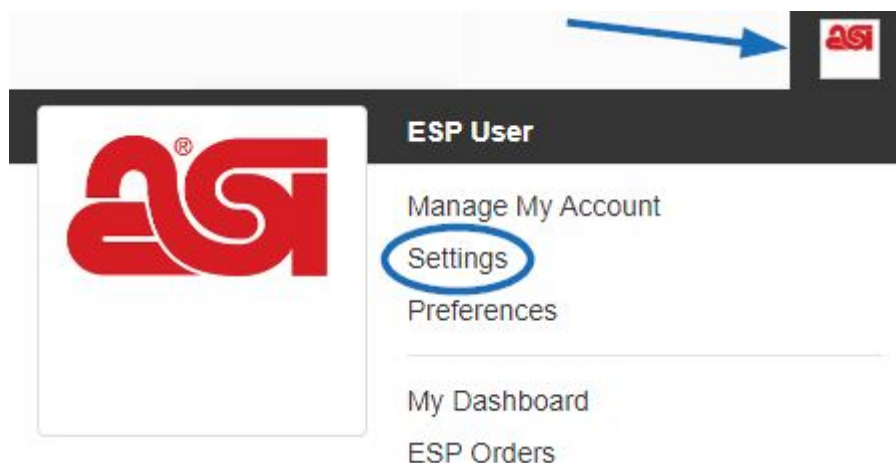 asi
ESP User
asi®
Manage My Account
Settings
Preferences
My Dashboard
ESP Orders